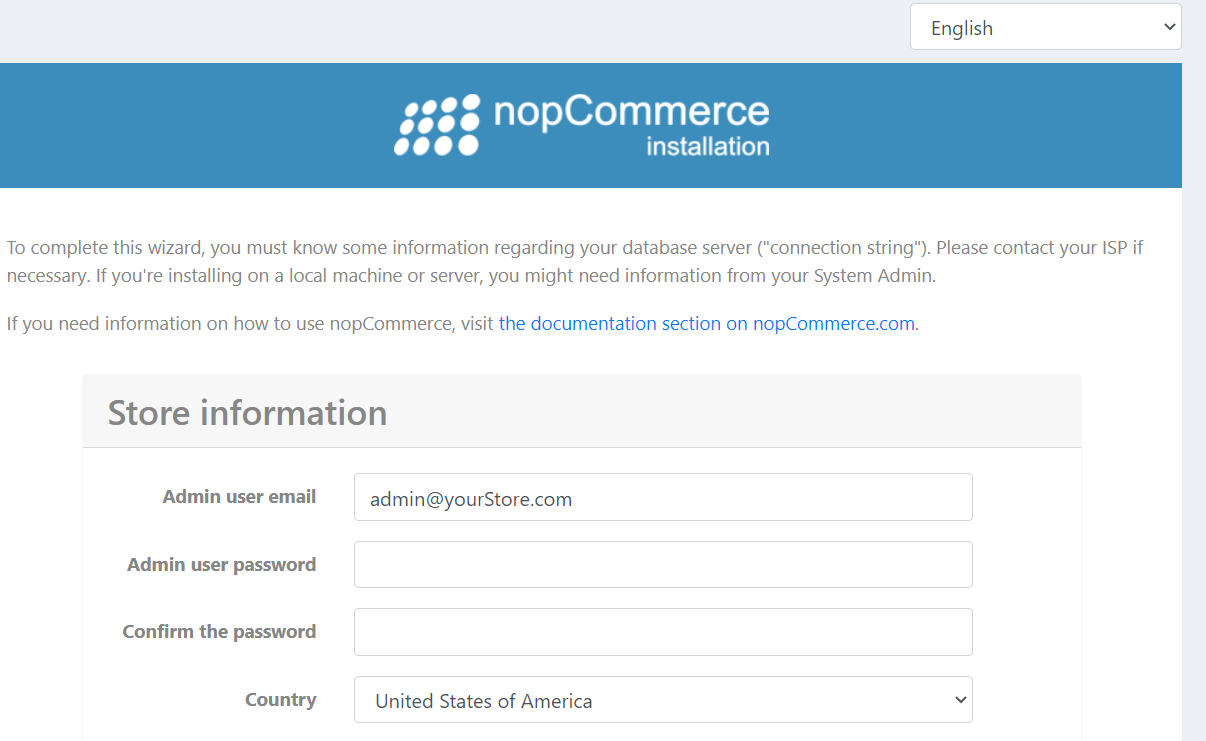 English
nopCommerce
installation
To complete this wizard, you must know some information regarding your database server ("connection string"). Please contact your ISP if
necessary. If you're installing on a local machine or server, you might need information from your System Admin.
If you need information on how to use nopCommerce, visit the documentation section on nopCommerce.com.
Store information
Admin user email admin@yourStore.com
Admin user password
Confirm the password
Country United States of America